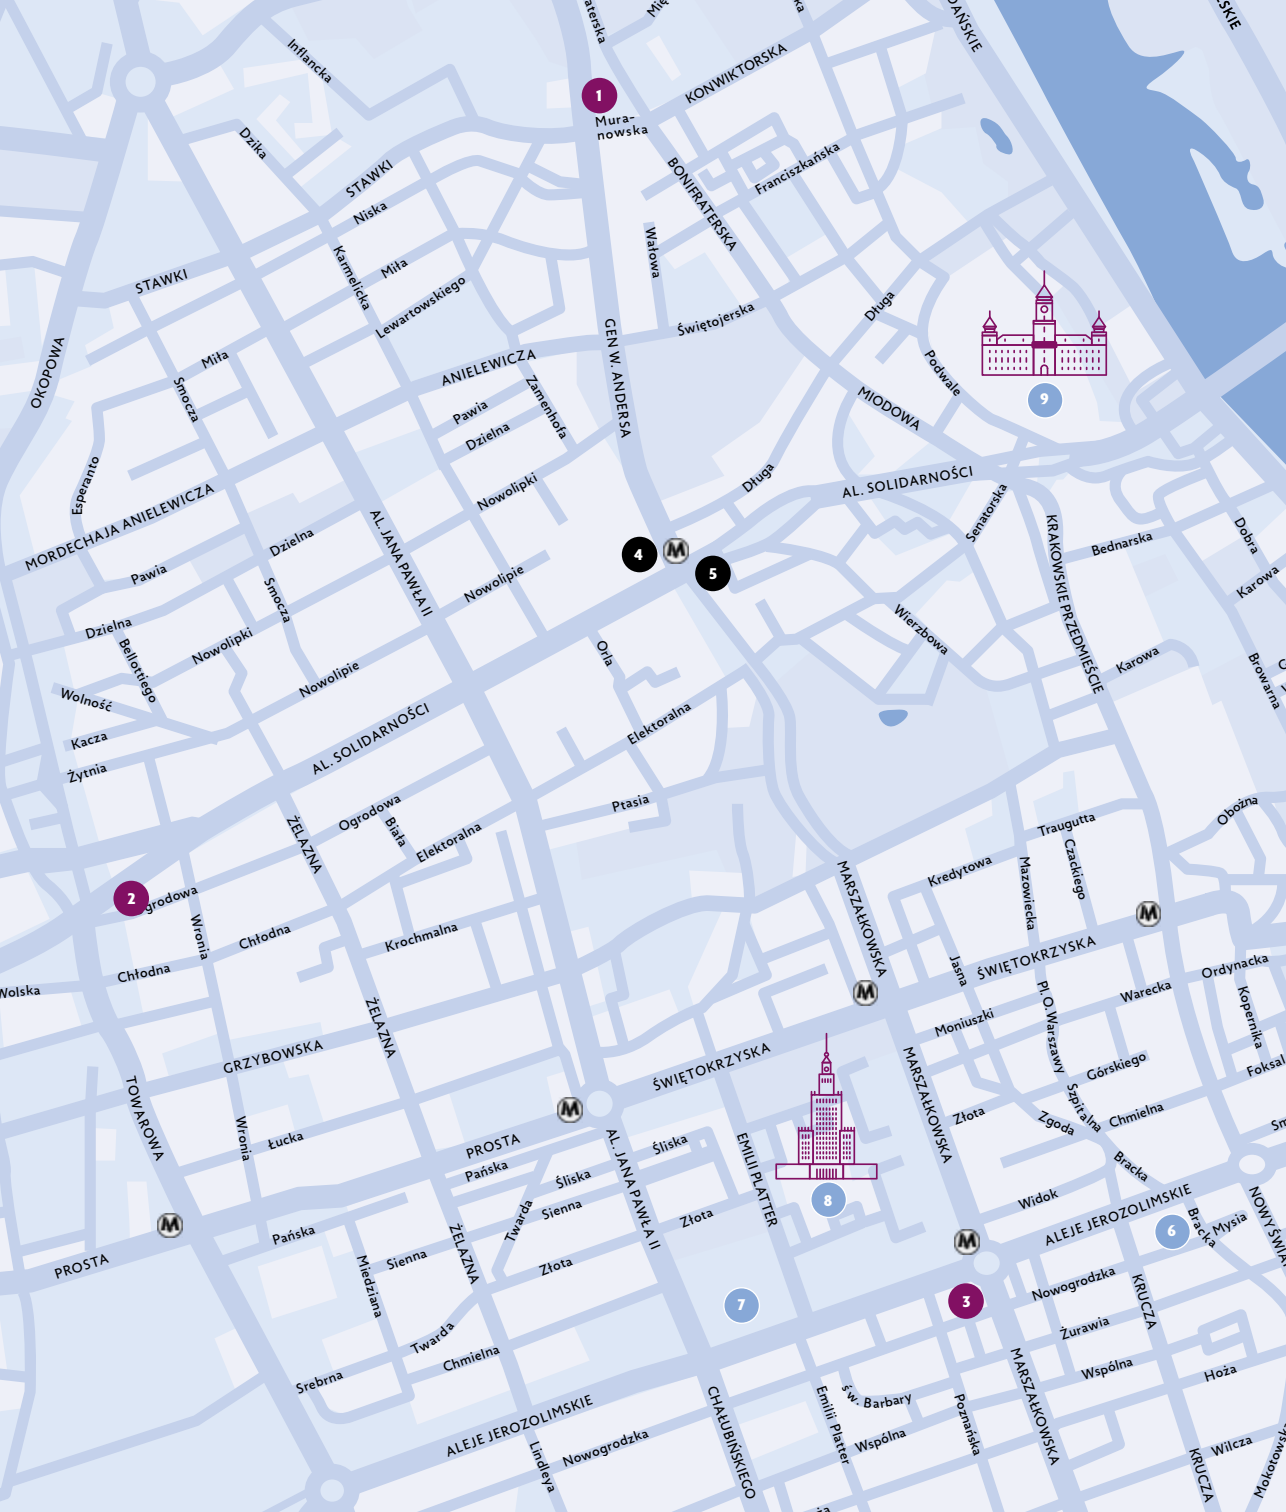 Inflancka
KONWIKTORSKA
1
Mura-
nowska
Dzika
STAWKI
Niska
BONIFRATERSKA
Franciszkańska
Wałowa
Karmelicka
Miła
Lewartowskiego
STAWKI
Świętojerska
Długa
OKOPOWA
GEN W. ANDERSA
Miła
Smocza
ANIELEWICZA
Zamenhofa
Pawia
Dzielna
Podwale
9
MIODOWA
Esperanto
Nowolipki
Długa
AL. SOLIDARNOŚCI
MORDECHAJA ANIELEWICZA
AL. JANA PAWŁA II
Senatorska
KRAKOWSKIE PRZEDMIEŚCIE
Bednarska
Dobra
Karowa
4
M
5
Dzielna
Pawia
Smocza
Nowolipie
Dzielna
Bellottiego
Nowolipki
Nowolipie
Orla
Wierzbowa
Karowa
Browarna
Wolność
Kacza
Żytnia
AL. SOLIDARNOŚCI
Elektoralna
Ptasia
Ogrodowa
Biała
Elektoralna
ŻELAZNA
Traugutta
Oboźna
Czackiego
Kredytowa
Mazowiecka
MARSZAŁKOWSKA
2
grodowa
Wronia
Chłodna
Krochmalna
Chłodna
Wolska
M
ŚWIĘTOKRZYSKA
Jasna
Ordynacka
Warecka
Kopernika
M
Pl. O. Warszawy
Moniuszki
ŻELAZNA
GRZYBOWSKA
ŚWIĘTOKRZYSKA
MARSZAŁKOWSKA
Górskiego
Foksal
Szpitalna
Chmielna
Złota
Zgoda
TOWAROWA
Wronia
Łucka
M
PROSTA
Pańska
Śliska
AL. JANA PAWŁA II
EMILII PLATTER
Śliska
Sienna
Złota
Twarda
8
Bracka
Widok
ALEJE JEROZOLIMSKIE
6
Bracka
Mysia
M
PROSTA
Pańska
Sienna
Miedziana
ŻELAZNA
Złota
M
3
7
Nowogrodzka
KRUCZA
Żurawia
Wspólna
Hoża
Twarda
Chmielna
Srebrna
MARSZAŁKOWSKA
ALEJE JEROZOLIMSKIE
Nowogrodzka
Lindleya
CHAŁUBIŃSKIEGO
Emilii Platter
św. Barbary
Wspólna
Poznańska
Wilcza
KRUCZA